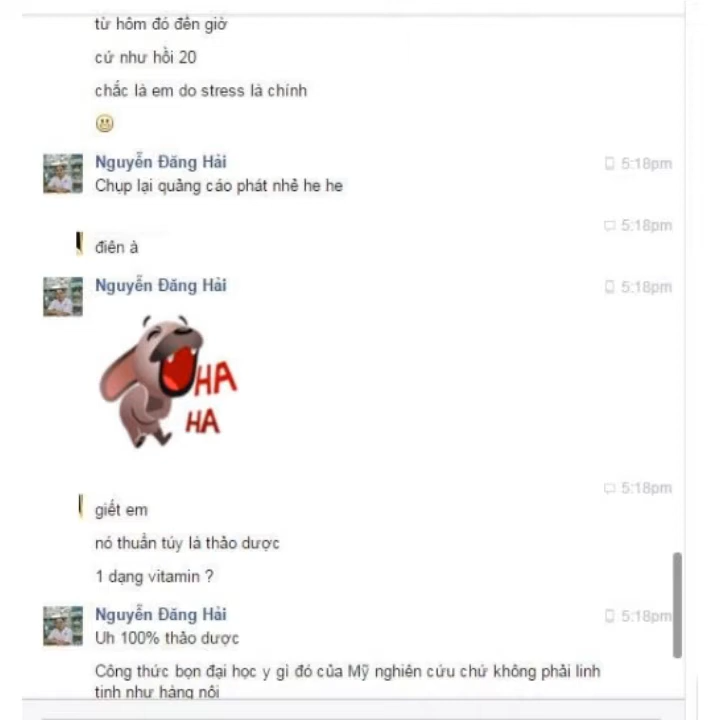 từ hôm đó đến giờ
cứ như hồi 20
chắc là em do stress là chính
Nguyễn Đăng Hải
5:18pm
Chụp lại quảng cáo phát nhẻ he he
5:18pm
điên à
Nguyễn Đăng Hải
5:18pm
HA
HA
5:18pm
giết em
nó thuần túy là thảo dược
1 dạng vitamin ?
Nguyễn Đăng Hải
5:18pm
Uh 100% thảo dược
Công thức bọn đại học y gì đó của Mỹ nghiên cứu chứ không phải linh
tinh như hàng nội